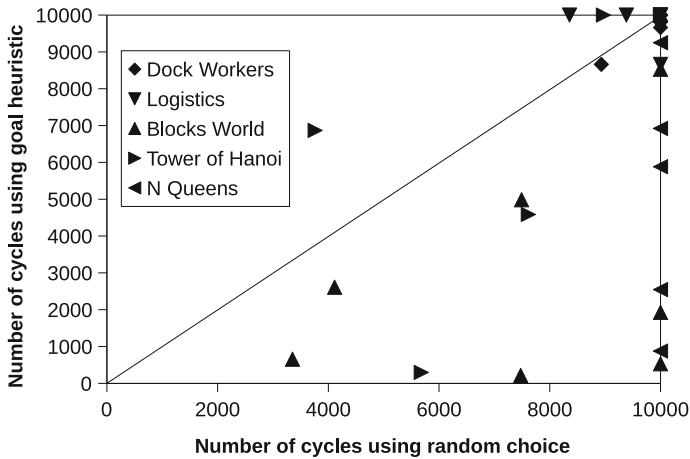 Number of cycles using goal heuristic
10000
9000
8000
7000
6000
5000
4000
3000
2000
1000
0
Dock Workers
Logistics
Blocks World
Tower of Hanoi
N Queens
0 2000 4000 6000 8000 10000
Number of cycles using random choice